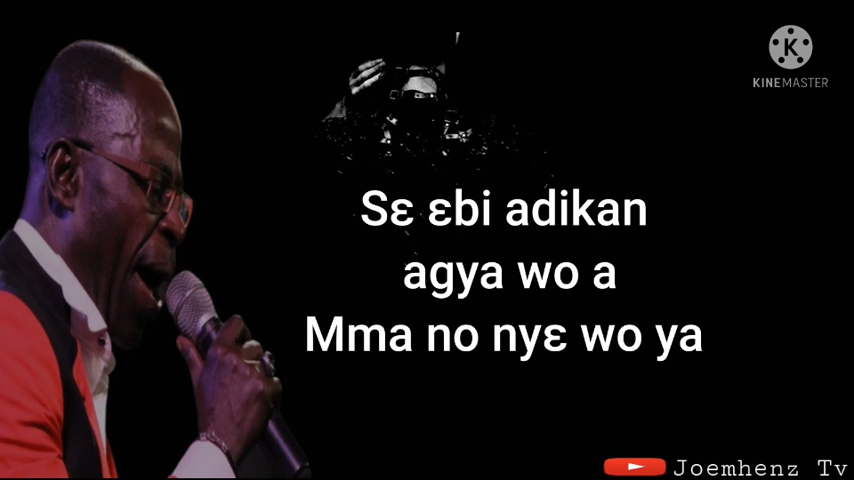 K
KINEMASTER
Sɛ ɛbi adikan
agya wo a
Mma no nyɛ wo ya
Joemhenz Tv